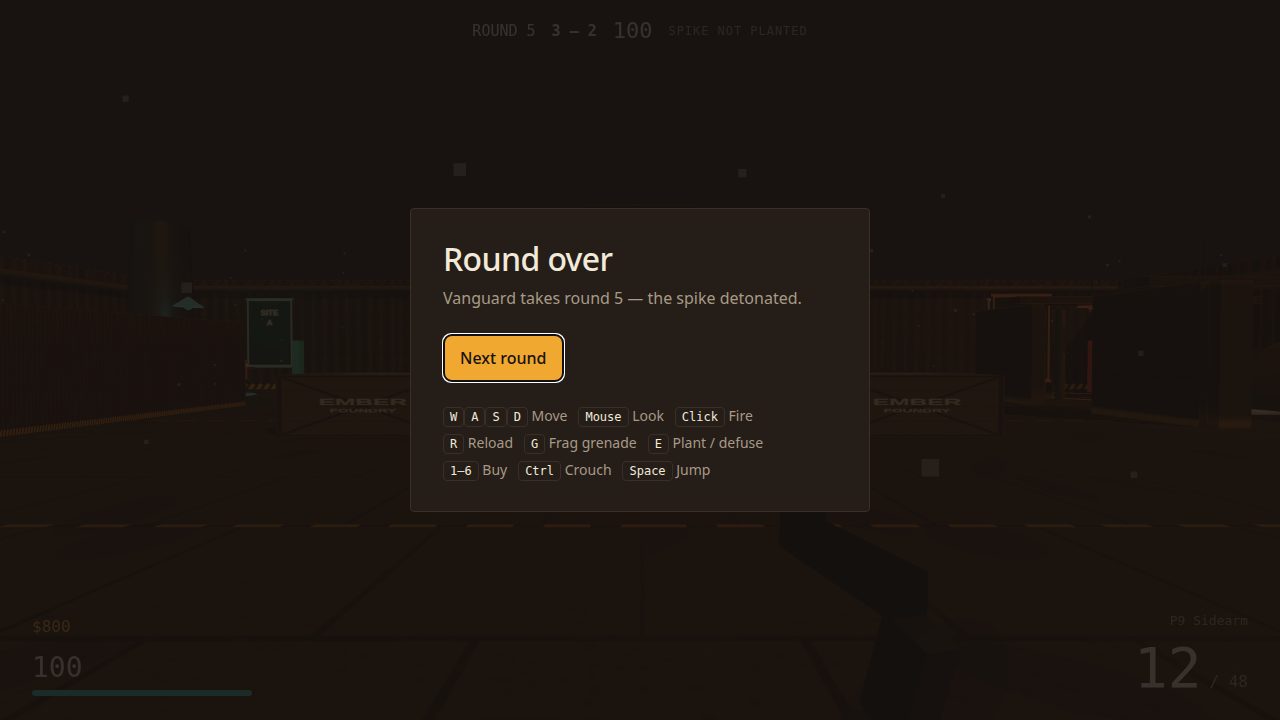 ROUND 5 3 – 2 100 SPIKE NOT PLANTED
SITE
A
EMBER
FOUNDRY
EMBER
FOUNDRY
Round over
Vanguard takes round 5 — the spike detonated.
Next round
W A S D Move Mouse Look Click Fire
R Reload G Frag grenade E Plant / defuse
1–6 Buy Ctrl Crouch Space Jump
$800
100
P9 Sidearm
12 / 48